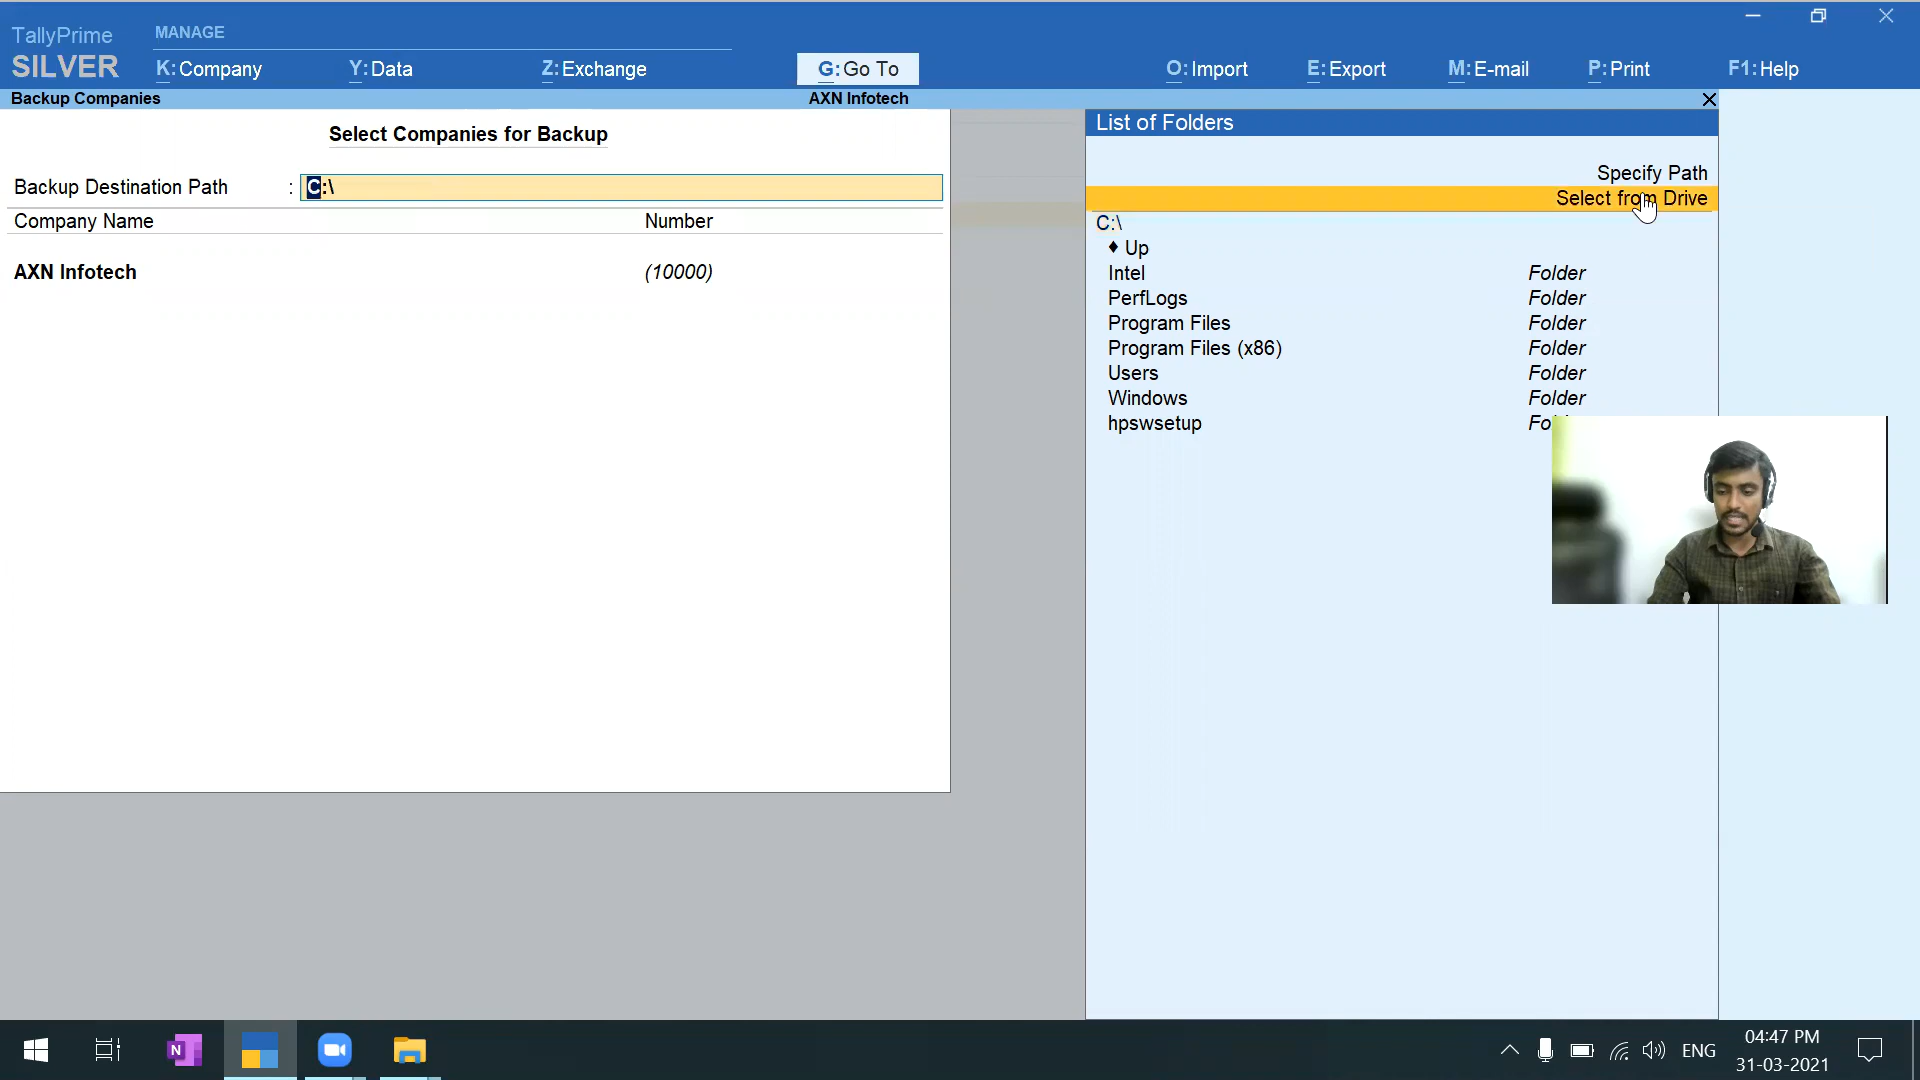 TallyPrime
SILVER
MANAGE
K:Company
Y:Data
Z:Exchange
G:Go To
O:Import
E:Export
M:E-mail
P:Print
F1:Help
Backup Companies
AXN Infotech
Select Companies for Backup
Backup Destination Path : C:\
Company Name Number
AXN Infotech (10000)
List of Folders
Specify Path
Select from Drive
C:\
♦ Up
Intel Folder
PerfLogs Folder
Program Files Folder
Program Files (x86) Folder
Users Folder
Windows Folder
hpswsetup
N
ENG
04:47 PM
31-03-2021